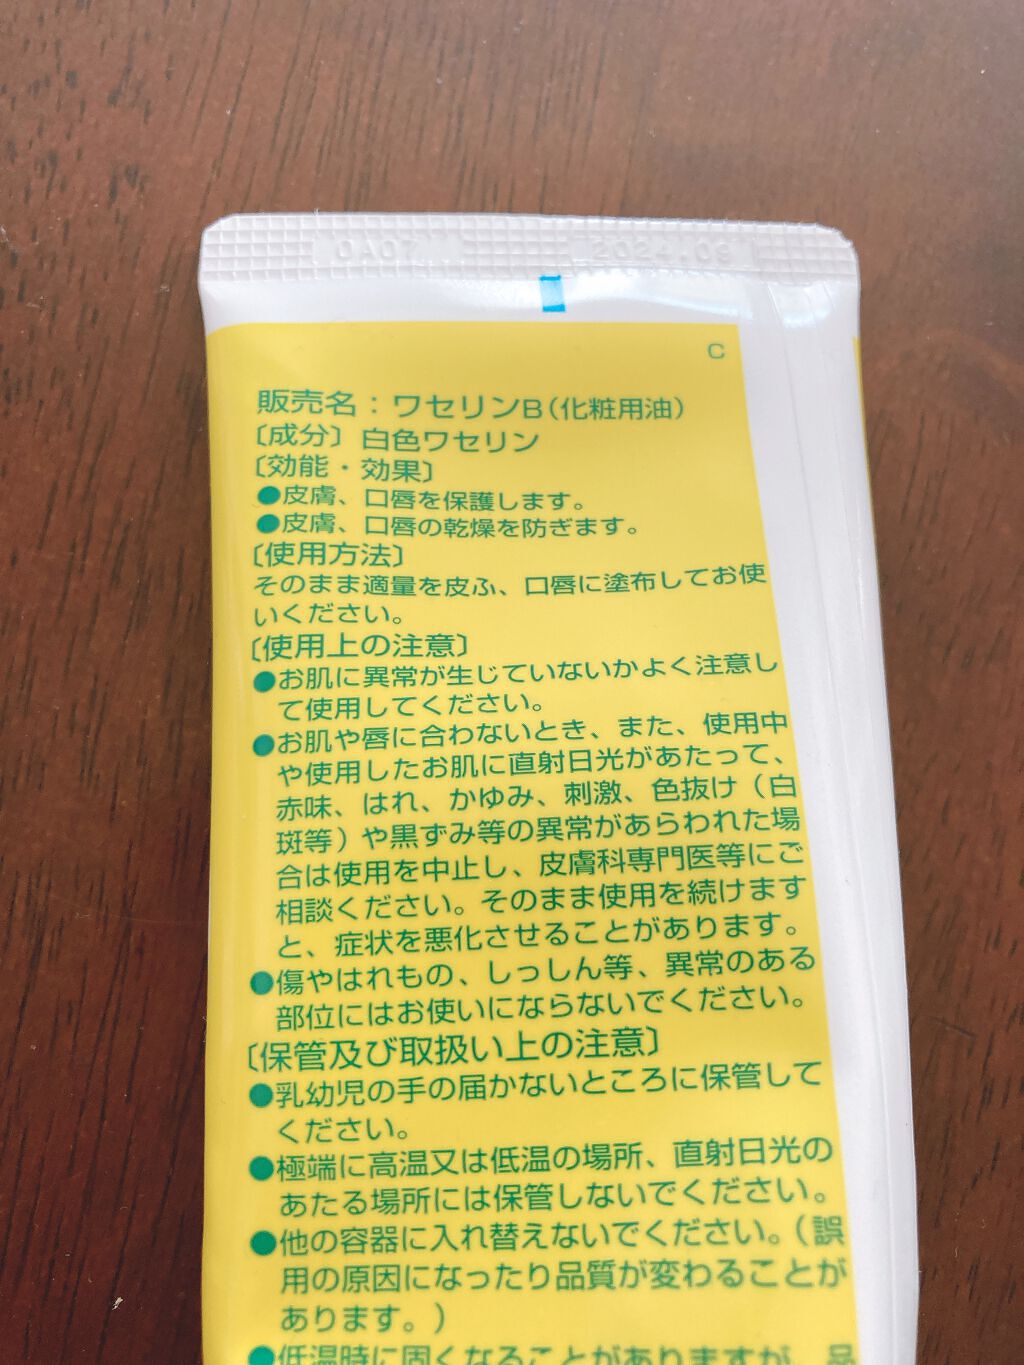 0A07
2024.09
C
販売名：ワセリンB（化粧用油）
〔成分〕白色ワセリン
〔効能・効果〕
●皮膚、口唇を保護します。
●皮膚、口唇の乾燥を防ぎます。
〔使用方法〕
そのまま適量を皮ふ、口唇に塗布してお使
いください。
〔使用上の注意〕
●お肌に異常が生じていないかよく注意し
て使用してください。
●お肌や唇に合わないとき、また、使用中
や使用したお肌に直射日光があたって、
赤味、はれ、かゆみ、刺激、色抜け（白
斑等）や黒ずみ等の異常があらわれた場
合は使用を中止し、皮膚科専門医等にご
相談ください。そのまま使用を続けます
と、症状を悪化させることがあります。
●傷やはれもの、しっしん等、異常のある
部位にはお使いにならないでください。
〔保管及び取扱い上の注意〕
●乳幼児の手の届かないところに保管して
ください。
●極端に高温又は低温の場所、直射日光の
あたる場所には保管しないでください。
●他の容器に入れ替えないでください。（誤
用の原因になったり品質が変わることが
あります。）
●低温時に固くなることがありますが、品